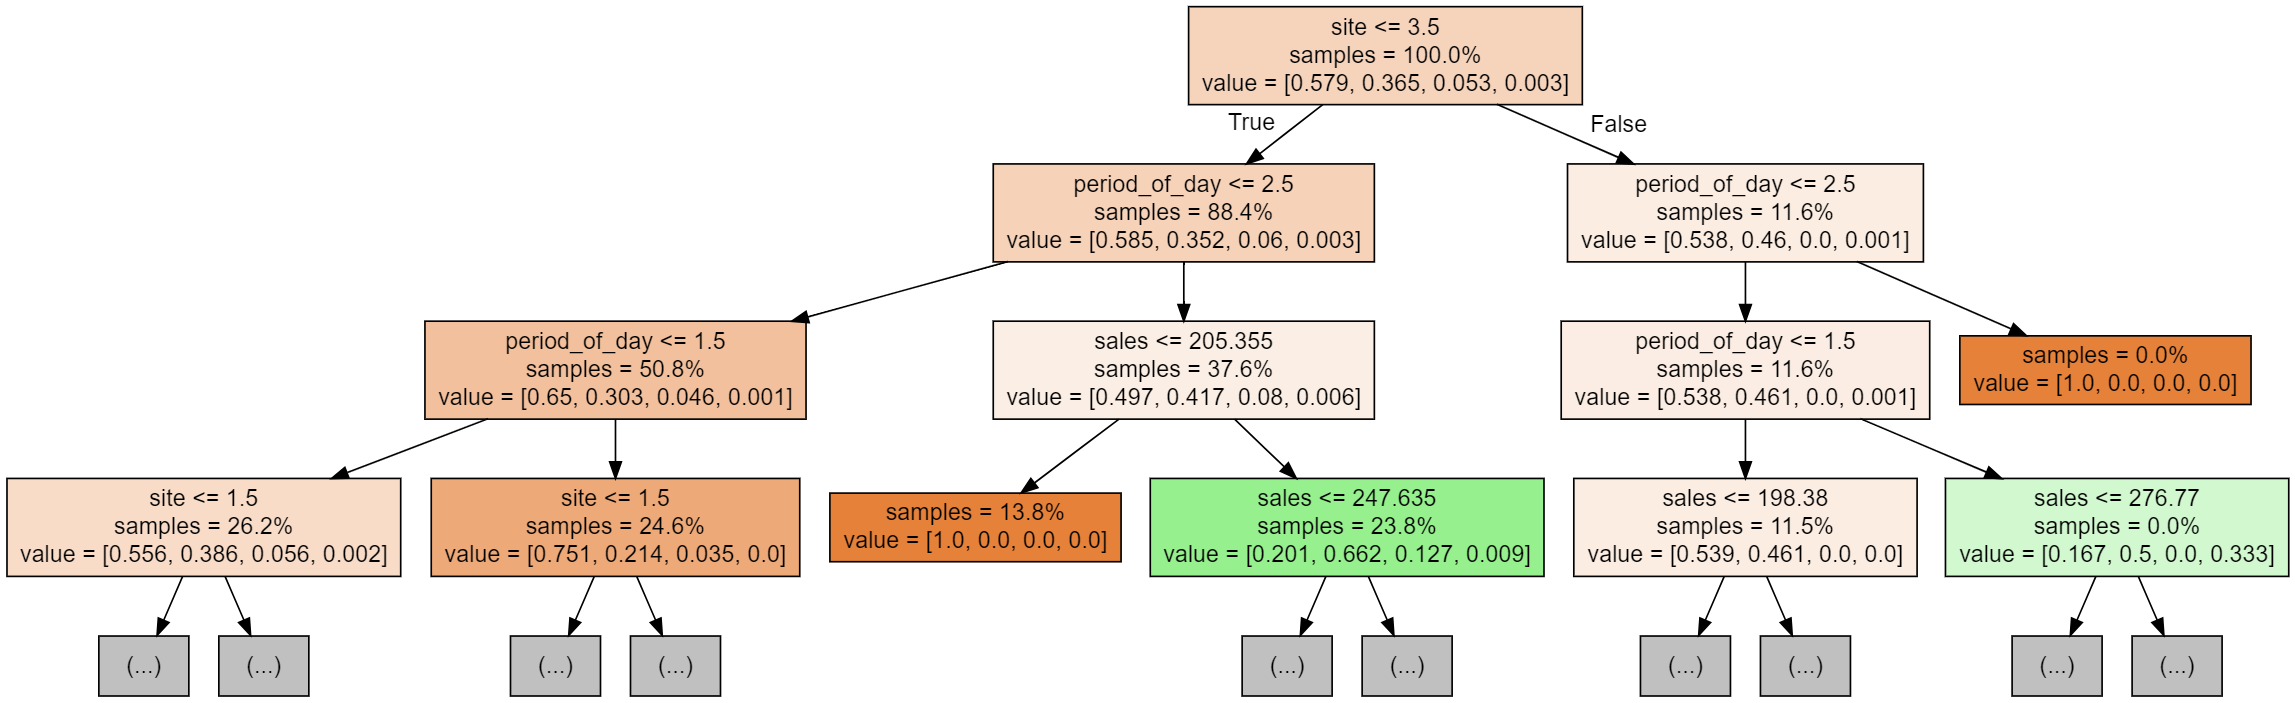 site <= 3.5
samples = 100.0%
value = [0.579, 0.365, 0.053, 0.003]
True
False
period_of_day <= 2.5
samples = 88.4%
value = [0.585, 0.352, 0.06, 0.003]
period_of_day <= 2.5
samples = 11.6%
value = [0.538, 0.46, 0.0, 0.001]
period_of_day <= 1.5
samples = 50.8%
value = [0.65, 0.303, 0.046, 0.001]
sales <= 205.355
samples = 37.6%
value = [0.497, 0.417, 0.08, 0.006]
period_of_day <= 1.5
samples = 11.6%
value = [0.538, 0.461, 0.0, 0.001]
samples = 0.0%
value = [1.0, 0.0, 0.0, 0.0]
site <= 1.5
samples = 26.2%
value = [0.556, 0.386, 0.056, 0.002]
site <= 1.5
samples = 24.6%
value = [0.751, 0.214, 0.035, 0.0]
samples = 13.8%
value = [1.0, 0.0, 0.0, 0.0]
sales <= 247.635
samples = 23.8%
value = [0.201, 0.662, 0.127, 0.009]
sales <= 198.38
samples = 11.5%
value = [0.539, 0.461, 0.0, 0.0]
sales <= 276.77
samples = 0.0%
value = [0.167, 0.5, 0.0, 0.333]
(...)
(...)
(...)
(...)
(...)
(...)
(...)
(...)
(...)
(...)